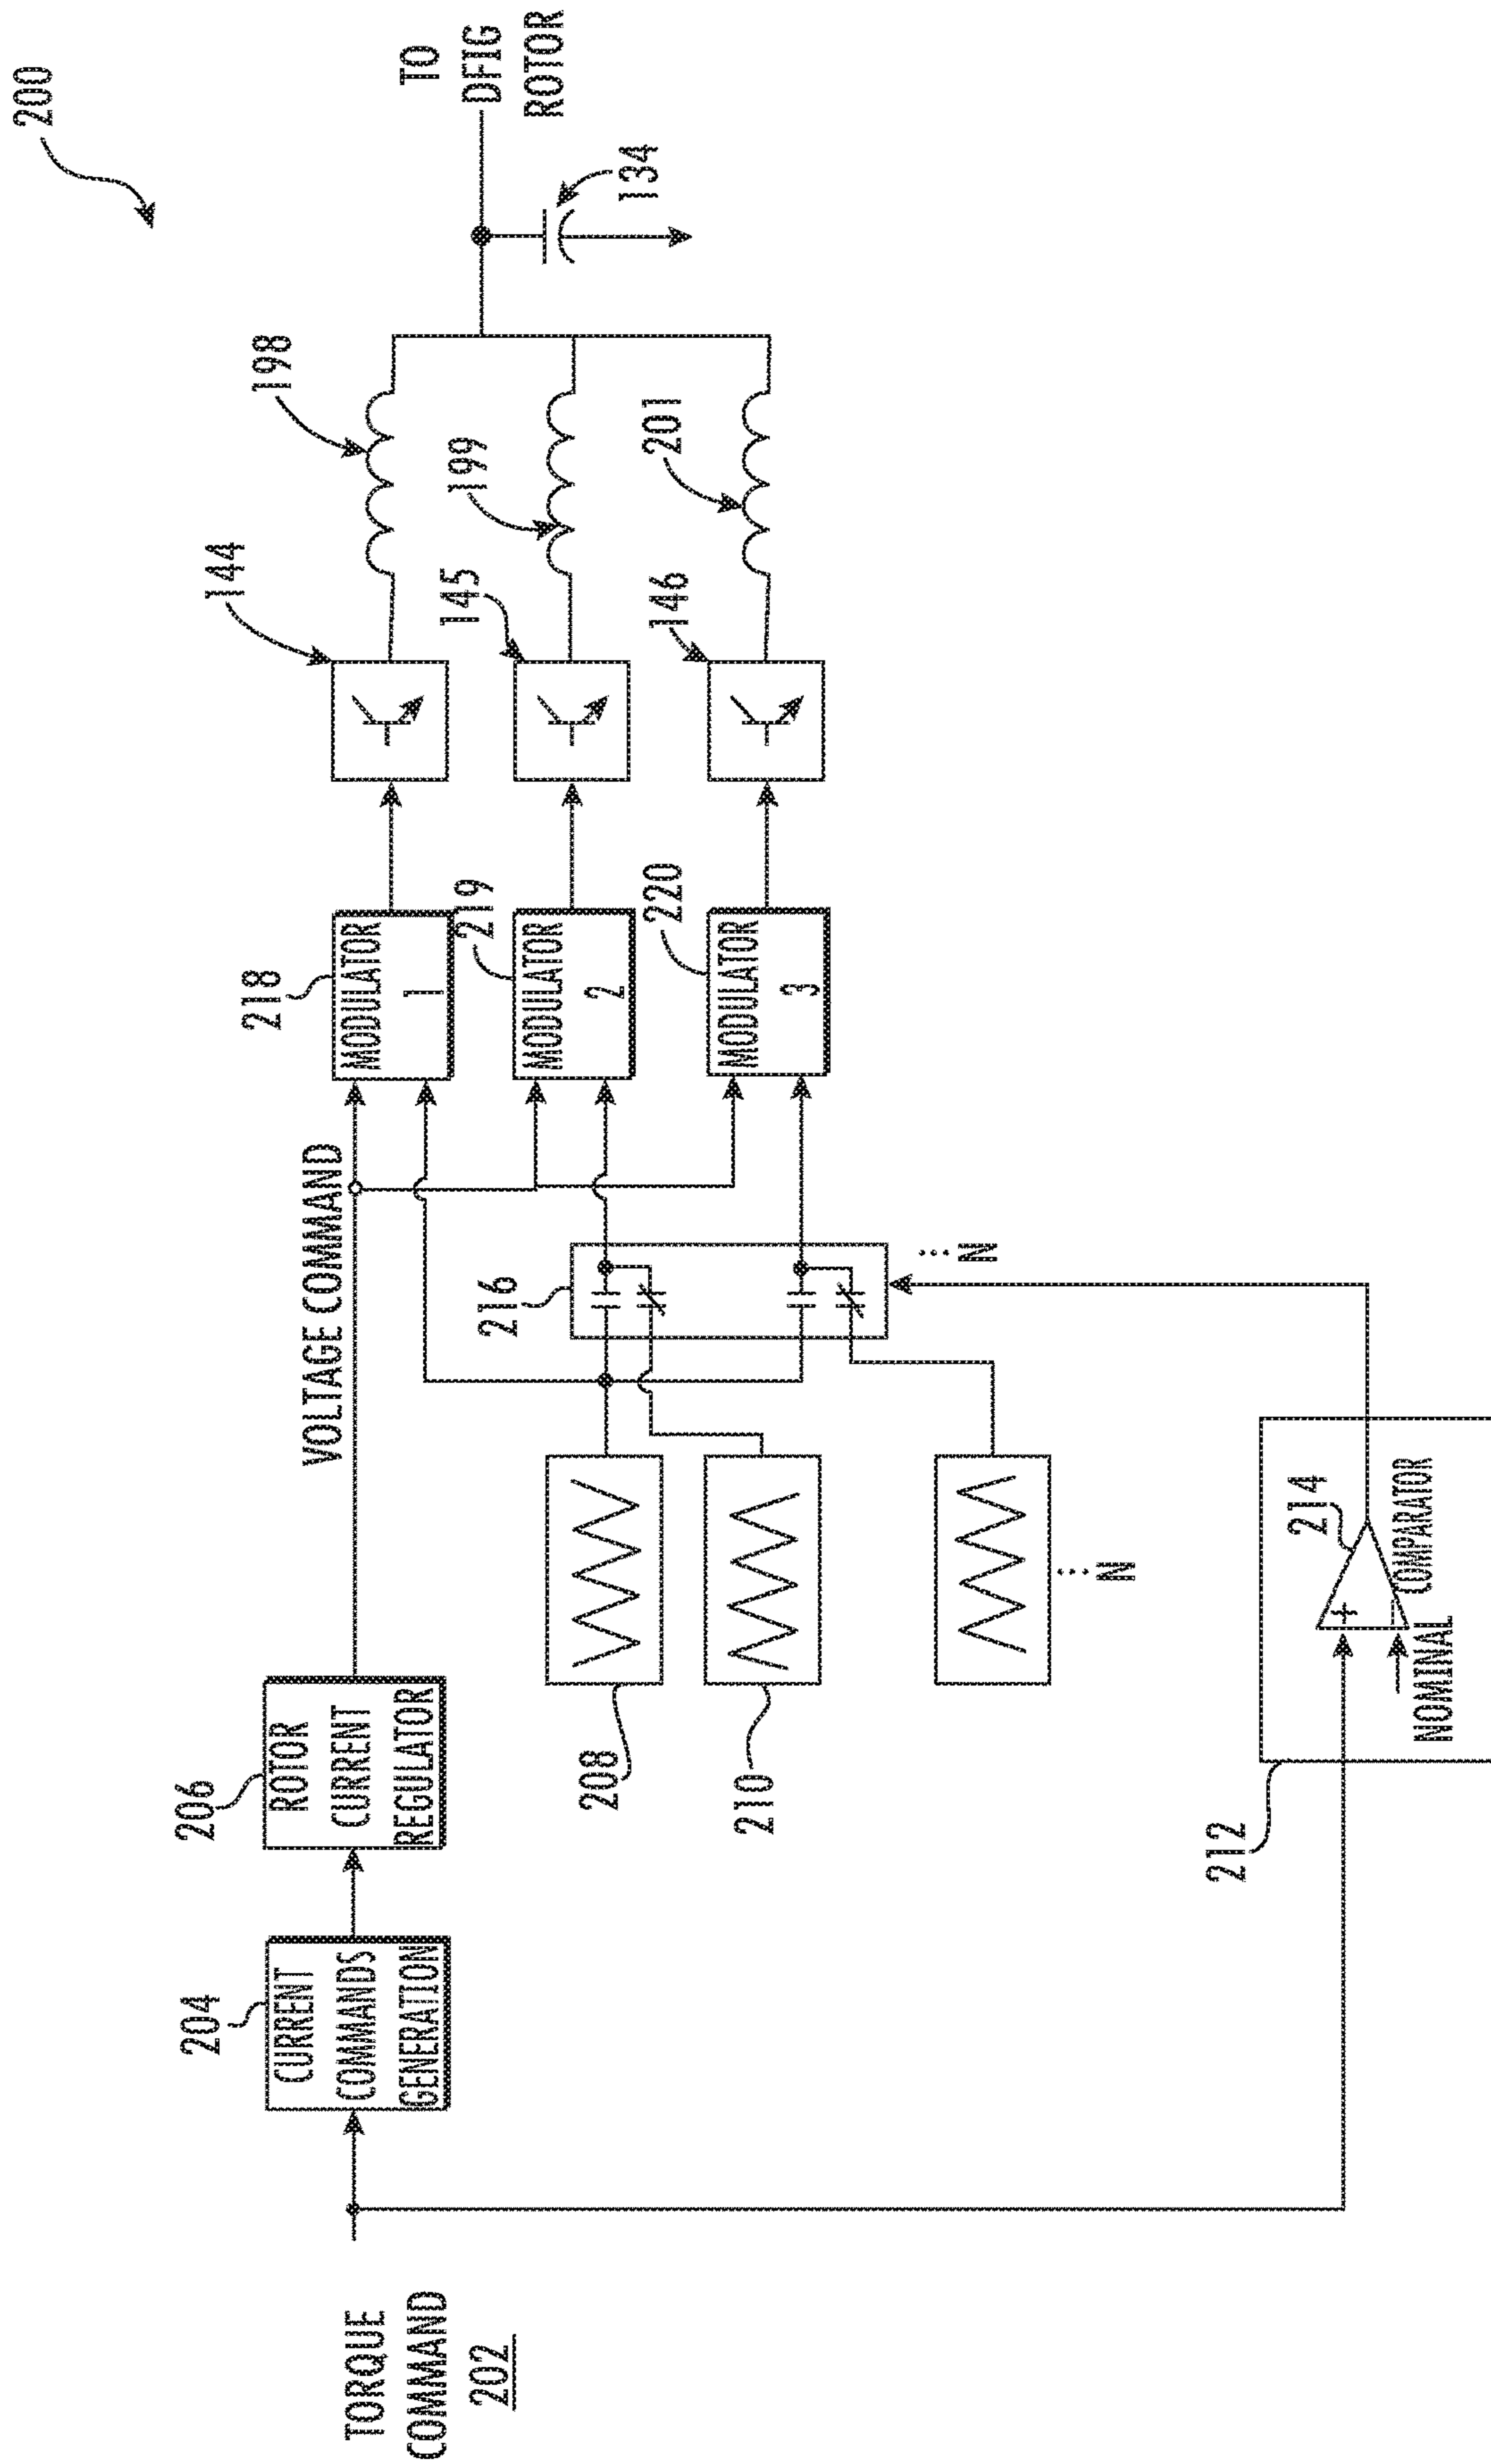 200
TO
DFIG
ROTOR
134
198
199
201
144
145
146
218
219
220
MODULATOR
1
MODULATOR
2
MODULATOR
3
VOLTAGE COMMAND
216
⋮ N
206
ROTOR
CURRENT
REGULATOR
208
210
⋮ N
204
CURRENT
COMMANDS
GENERATION
212
214
+
−
COMPARATOR
NOMINAL
TORQUE
COMMAND
202